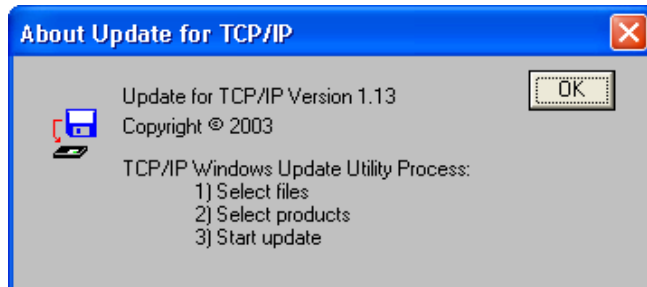 About Update for TCP/IP
Update for TCP/IP Version 1.13
OK
Copyright © 2003
TCP/IP Windows Update Utility Process:
1) Select files
2) Select products
3) Start update